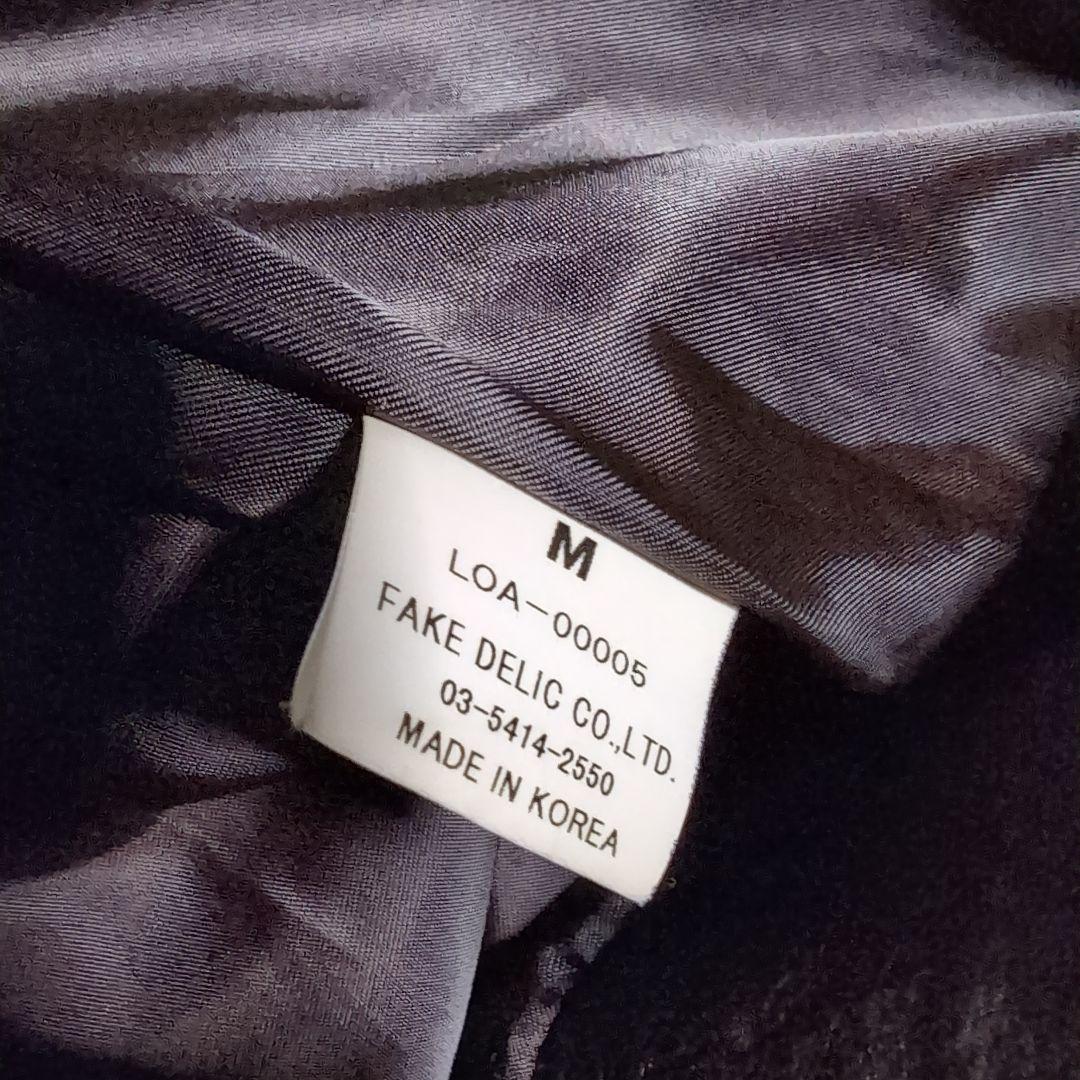 M
LOA-00005
FAKE DELIC CO.,LTD.
03-5414-2550
MADE IN KOREA